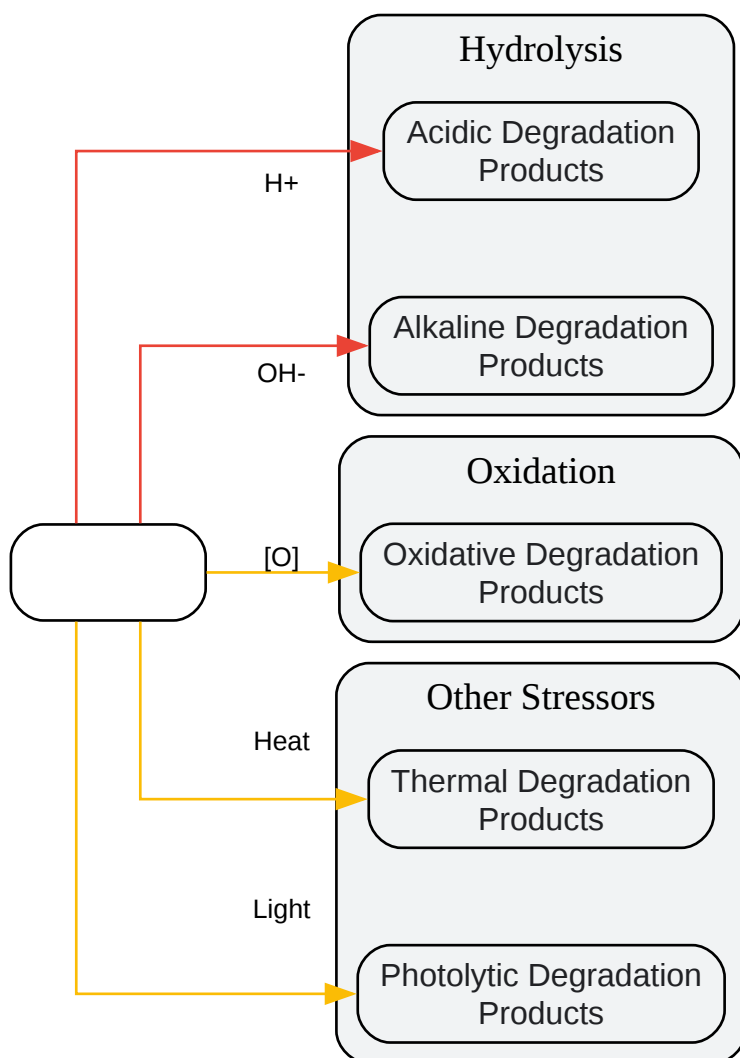 Hydrolysis
Acidic Degradation
Products
H+
Alkaline Degradation
Products
OH-
Oxidation
[O]
Oxidative Degradation
Products
Other Stressors
Heat
Thermal Degradation
Products
Light
Photolytic Degradation
Products